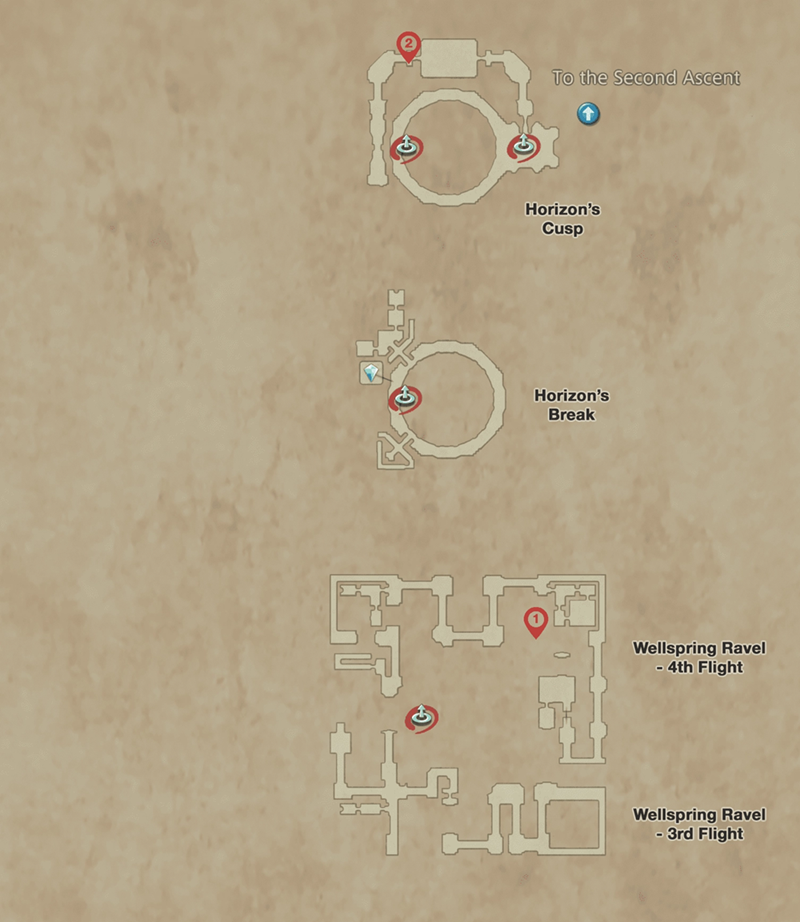 2
To the Second Ascent
Horizon's
Cusp
Horizon's
Break
1
Wellspring Ravel
- 4th Flight
Wellspring Ravel
- 3rd Flight